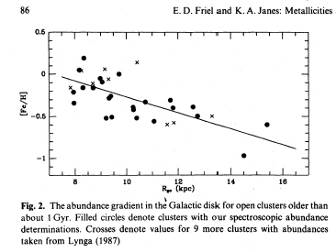 86
E. D. Friel and K. A. Janes: Metallicities
0.5
0
-0.5
-1
[Fe/H]
8
10
12
14
16
R (kpc)
Fig. 2. The abundance gradient in the Galactic disk for open clusters older than
about 1 Gyr. Filled circles denote clusters with our spectroscopic abundance
determinations. Crosses denote values for 9 more clusters with abundances
taken from Lynga (1987)